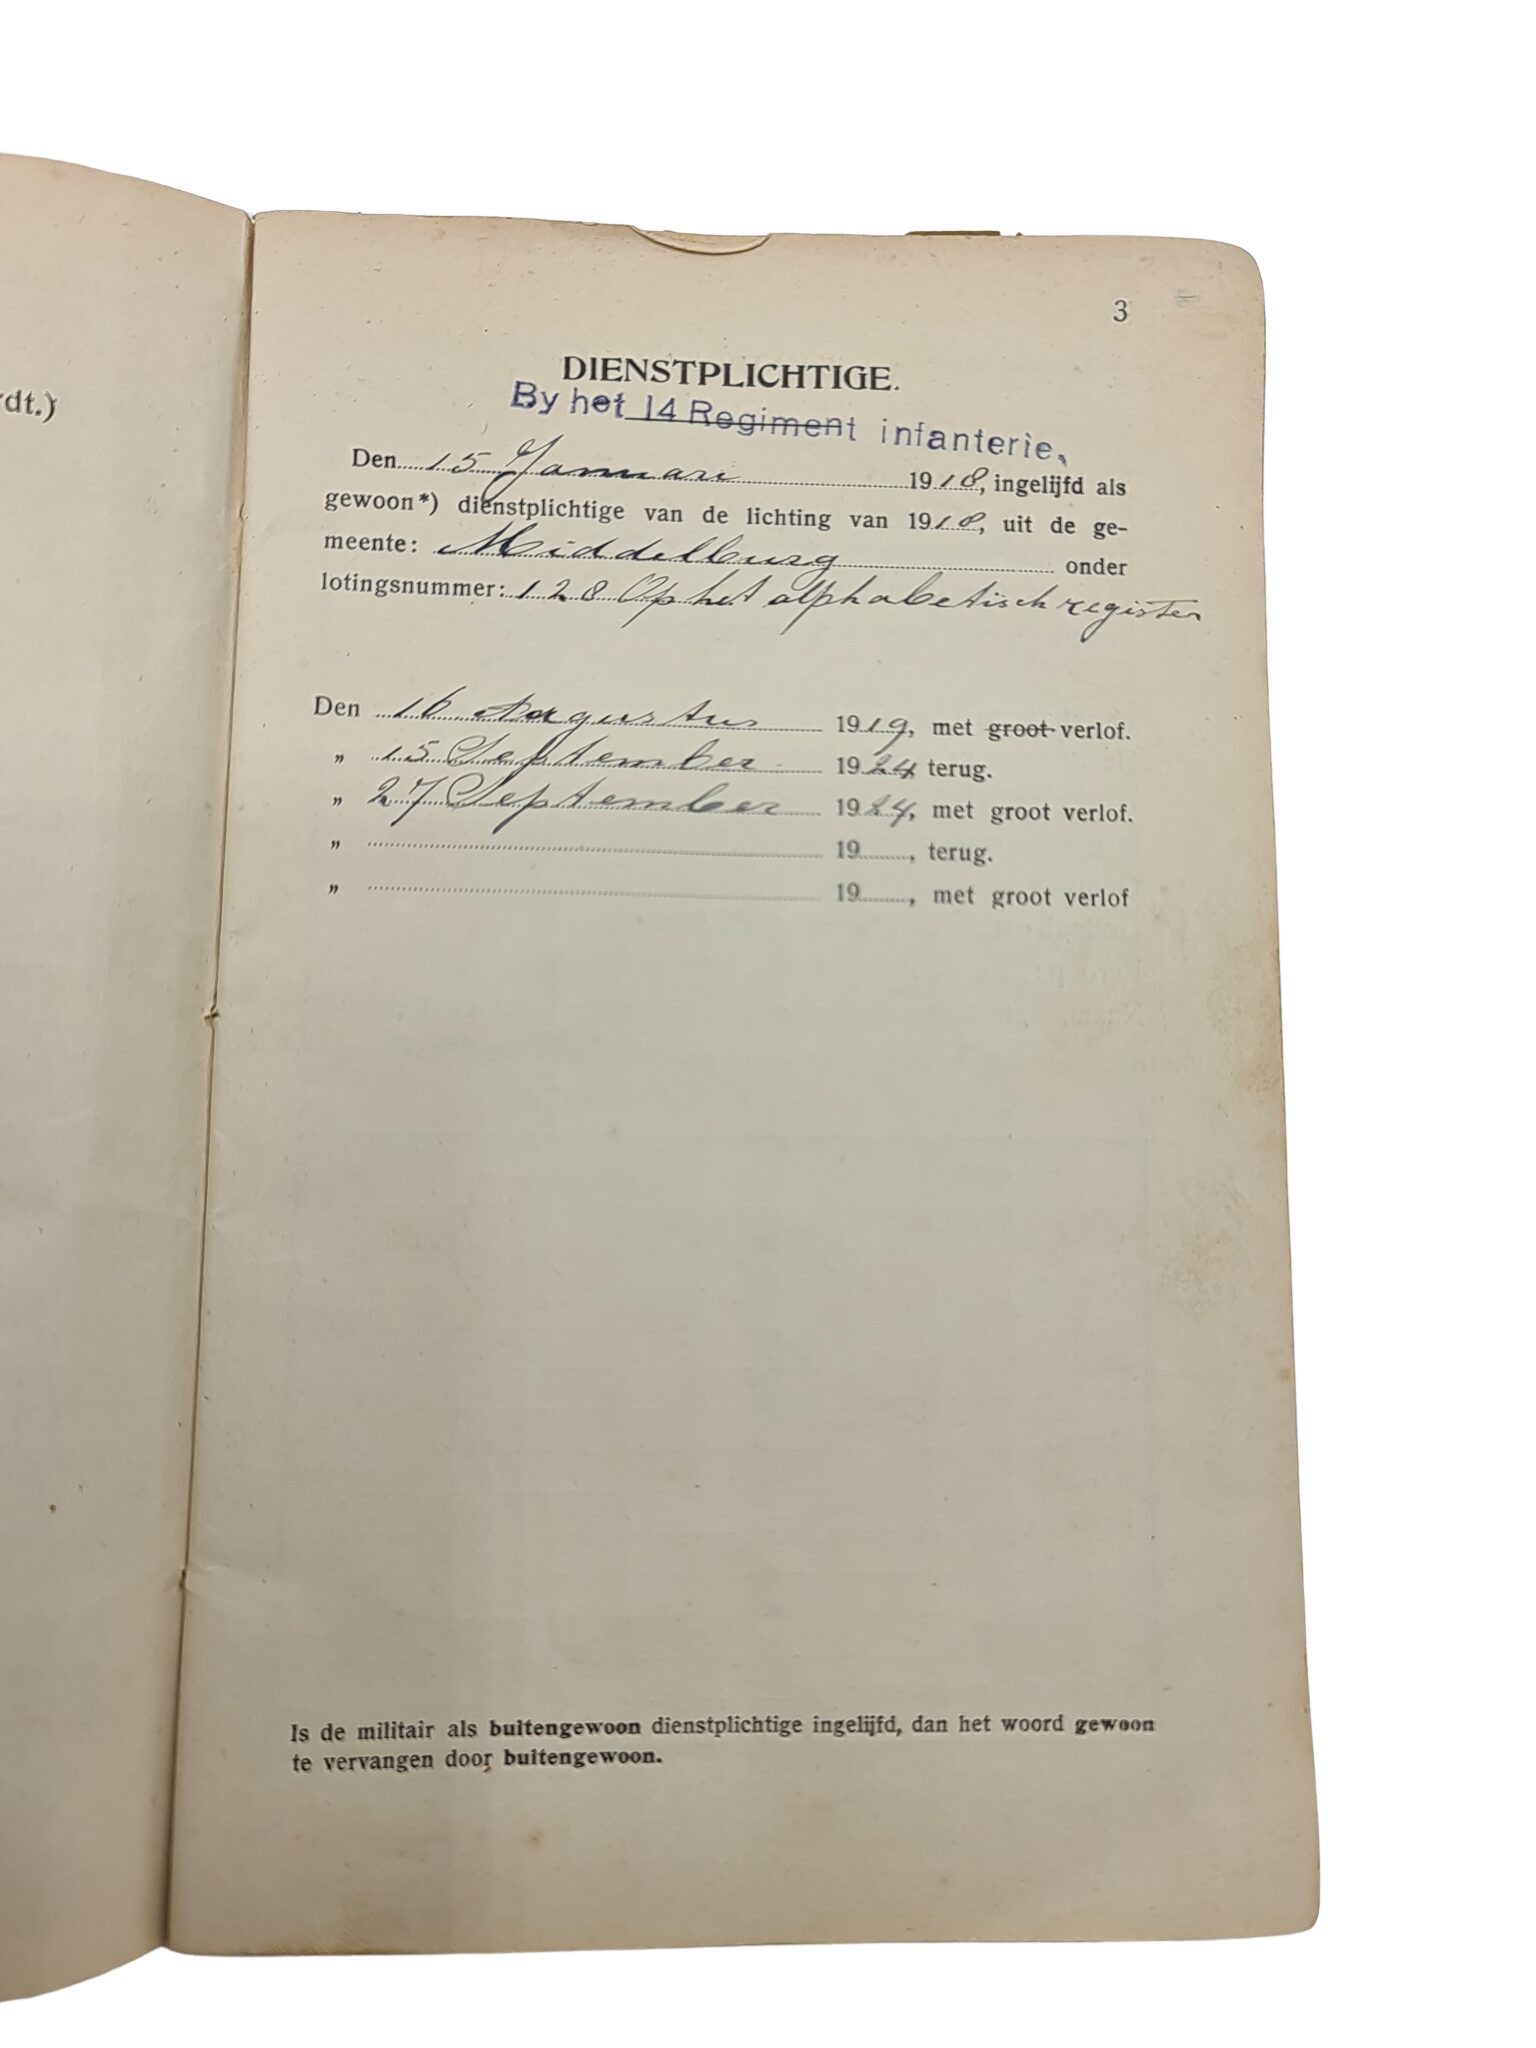 3
rdt.)
DIENSTPLICHTIGE.
By het 14 Regiment infanterie.
Den 15 Januari 1918, ingelijfd als
gewoon*) dienstplichtige van de lichting van 1918, uit de ge-
meente: Middelburg onder
lotingsnummer: 128 Op het alphabetisch register
Den 16 Augustus 1919, met groot verlof.
„ 15 September 1924 terug.
„ 27 September 1924, met groot verlof.
„ 19 , terug.
„ 19 , met groot verlof
Is de militair als buitengewoon dienstplichtige ingelijfd, dan het woord gewoon
te vervangen door buitengewoon.